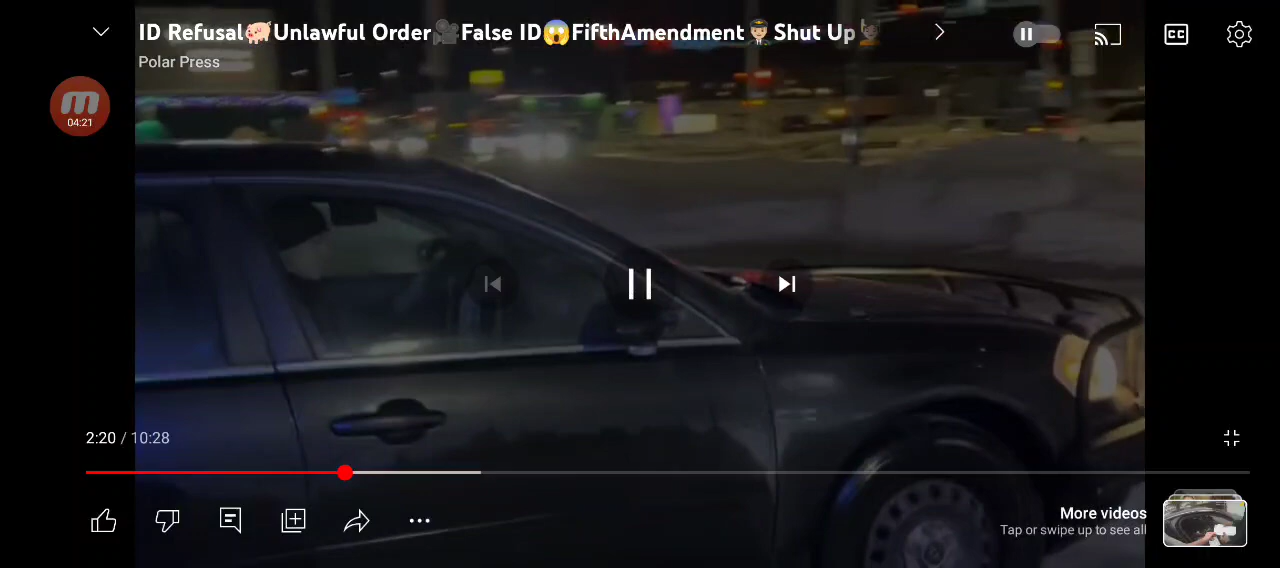 ID Refusal🐖Unlawful Order🎥False ID😱FifthAmendment👮🏼Shut Up
Polar Press
CC
04:21
2:20 / 10:28
More videos
Tap or swipe up to see all